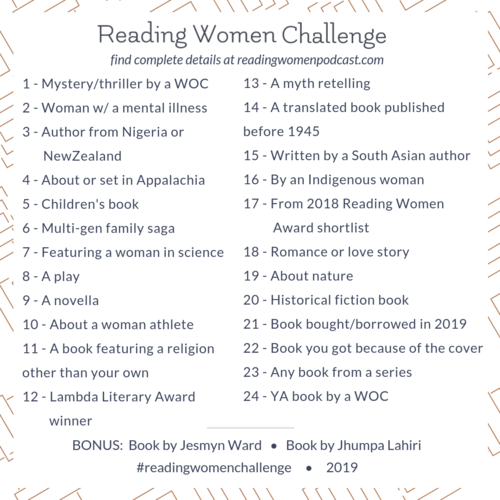 Reading Women Challenge
find complete details at readingwomenpodcast.com
1 - Mystery/thriller by a WOC
2 - Woman w/ a mental illness
3 - Author from Nigeria or
NewZealand
4 - About or set in Appalachia
5 - Children's book
6 - Multi-gen family saga
7 - Featuring a woman in science
8 - A play
9 - A novella
10 - About a woman athlete
11 - A book featuring a religion
other than your own
12 - Lambda Literary Award
winner
13 - A myth retelling
14 - A translated book published
before 1945
15 - Written by a South Asian author
16 - By an Indigenous woman
17 - From 2018 Reading Women
Award shortlist
18 - Romance or love story
19 - About nature
20 - Historical fiction book
21 - Book bought/borrowed in 2019
22 - Book you got because of the cover
23 - Any book from a series
24 - YA book by a WOC
BONUS: Book by Jesmyn Ward • Book by Jhumpa Lahiri
#readingwomenchallenge • 2019